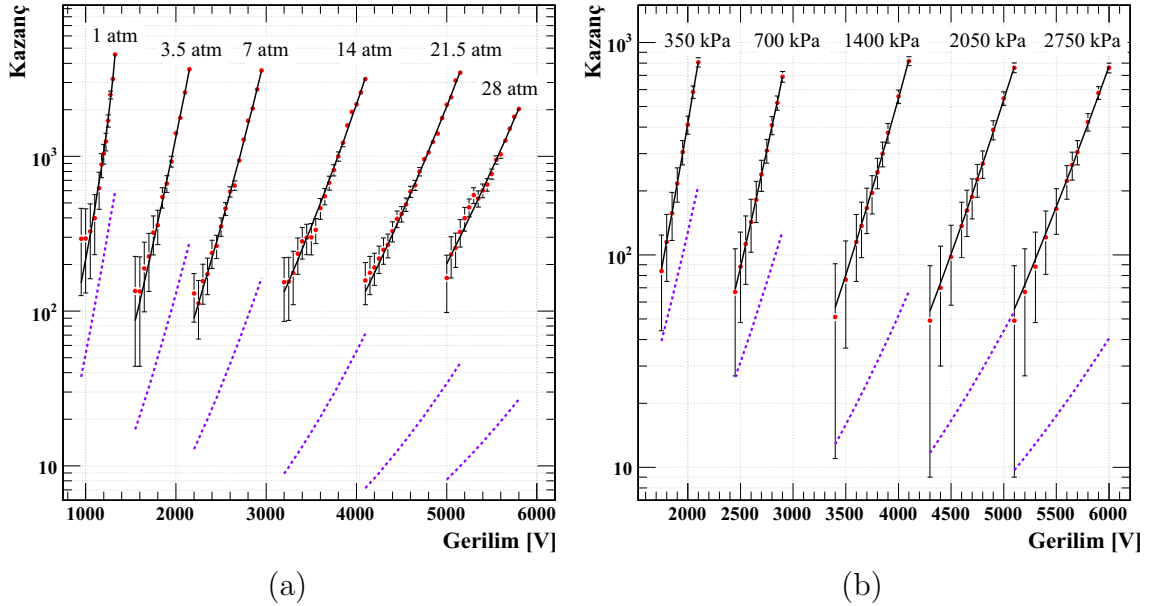 Kazanç
1 atm
3.5 atm
7 atm
14 atm
21.5 atm
28 atm
10³
10²
10
1000
2000
3000
4000
5000
6000
Gerilim [V]
(a)
Kazanç
350 kPa
700 kPa
1400 kPa
2050 kPa
2750 kPa
10³
10²
10
2000
2500
3000
3500
4000
4500
5000
5500
6000
Gerilim [V]
(b)